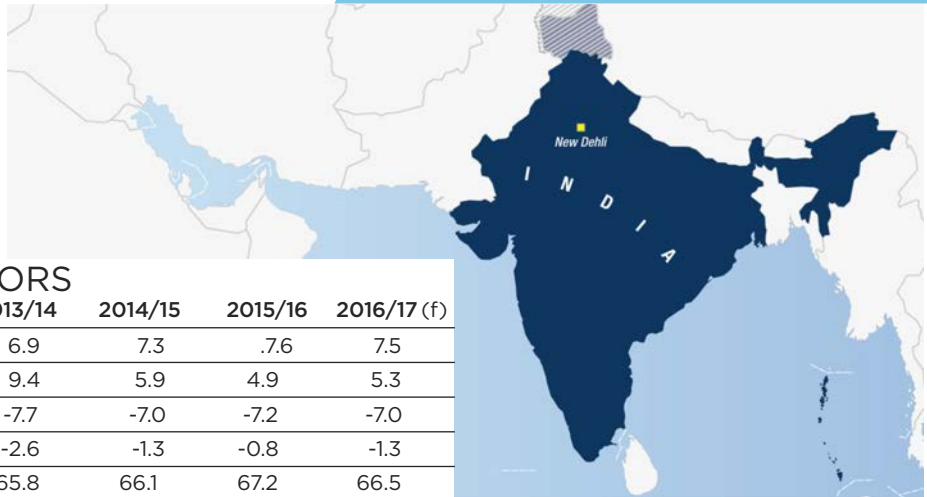 New Dehli
I N D I A
ORS
013/14 2014/15 2015/16 2016/17 (f)
6.9 7.3 .7.6 7.5
9.4 5.9 4.9 5.3
-7.7 -7.0 -7.2 -7.0
-2.6 -1.3 -0.8 -1.3
65.8 66.1 67.2 66.5